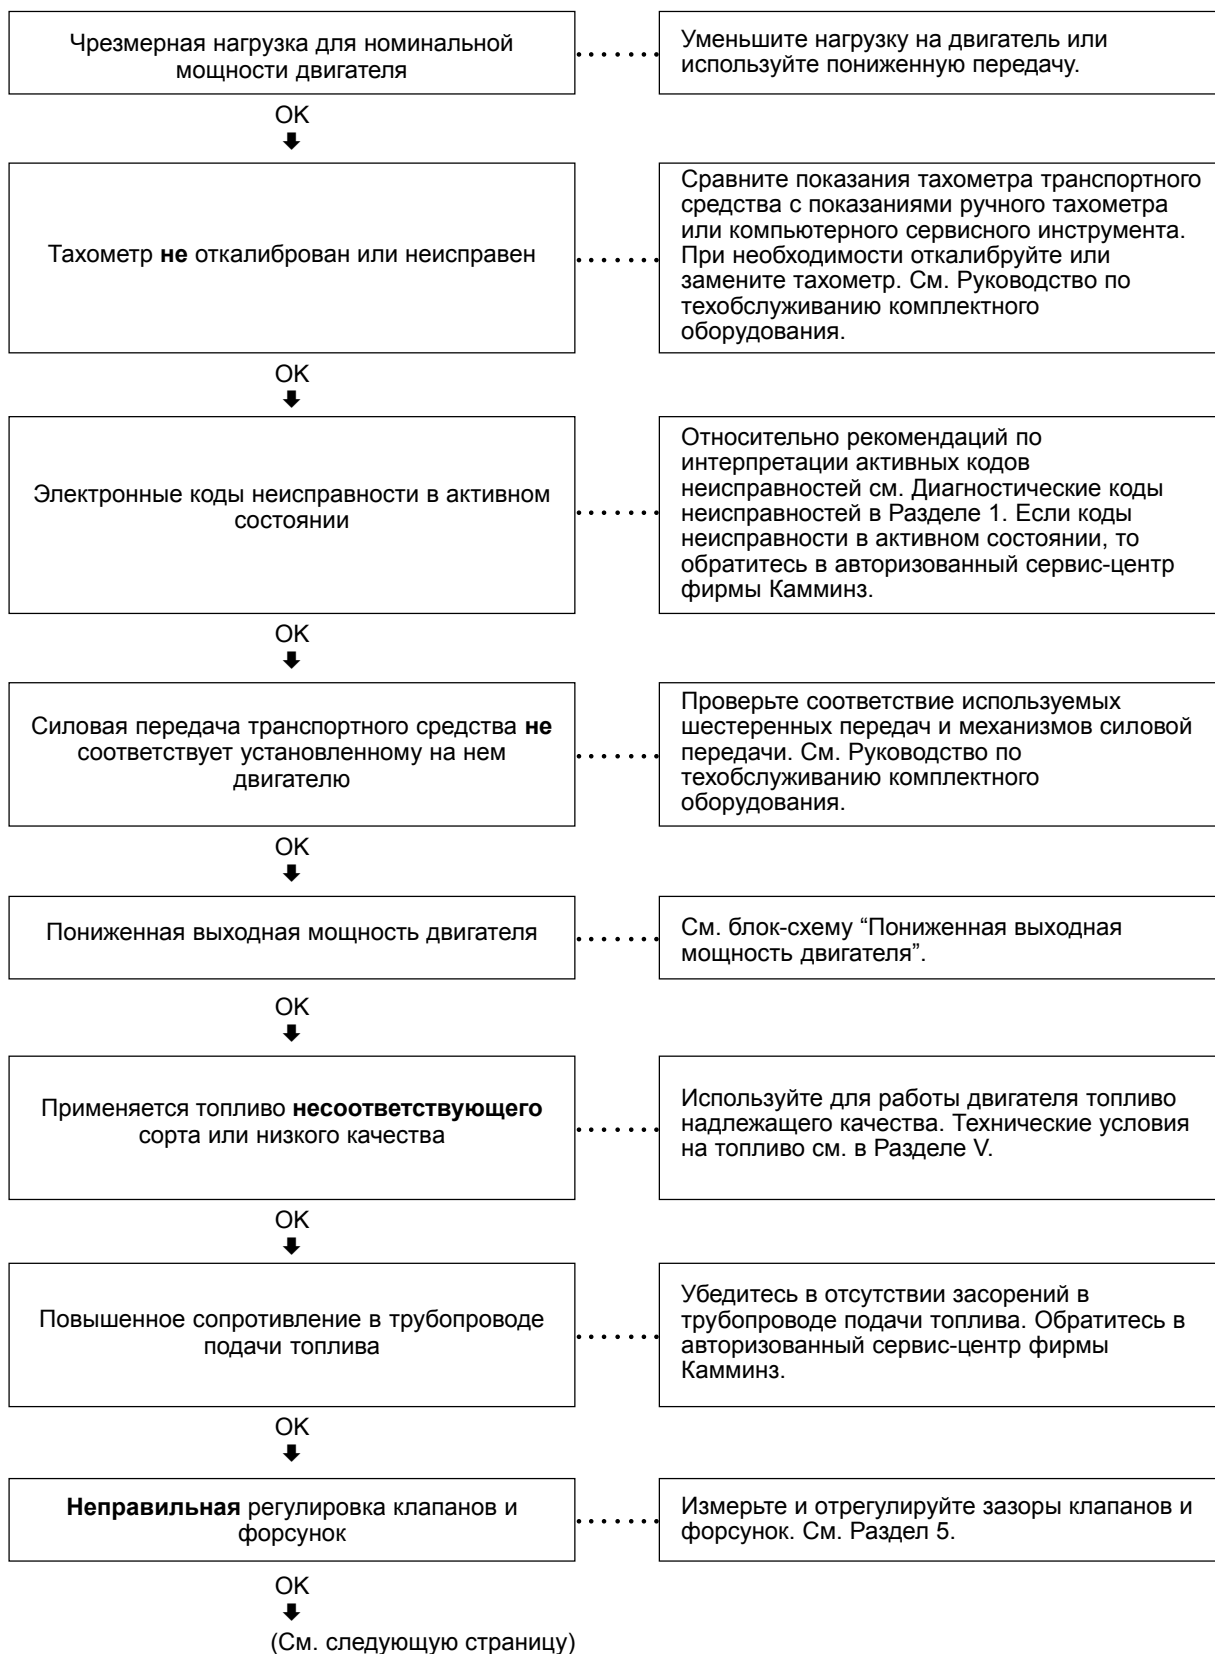 Чрезмерная нагрузка для номинальной
мощности двигателя
Уменьшите нагрузку на двигатель или
используйте пониженную передачу.
OK
Тахометр не откалиброван или неисправен
Сравните показания тахометра транспортного
средства с показаниями ручного тахометра
или компьютерного сервисного инструмента.
При необходимости откалибруйте или
замените тахометр. См. Руководство по
техобслуживанию комплектного
оборудования.
OK
Электронные коды неисправности в активном
состоянии
Относительно рекомендаций по
интерпретации активных кодов
неисправностей см. Диагностические коды
неисправностей в Разделе 1. Если коды
неисправности в активном состоянии, то
обратитесь в авторизованный сервис-центр
фирмы Камминз.
OK
Силовая передача транспортного средства не
соответствует установленному на нем
двигателю
Проверьте соответствие используемых
шестеренных передач и механизмов силовой
передачи. См. Руководство по
техобслуживанию комплектного
оборудования.
OK
Пониженная выходная мощность двигателя
См. блок-схему “Пониженная выходная
мощность двигателя”.
OK
Применяется топливо несоответствующего
сорта или низкого качества
Используйте для работы двигателя топливо
надлежащего качества. Технические условия
на топливо см. в Разделе V.
OK
Повышенное сопротивление в трубопроводе
подачи топлива
Убедитесь в отсутствии засорений в
трубопроводе подачи топлива. Обратитесь в
авторизованный сервис-центр фирмы
Камминз.
OK
Неправильная регулировка клапанов и
форсунок
Измерьте и отрегулируйте зазоры клапанов и
форсунок. См. Раздел 5.
OK
(См. следующую страницу)